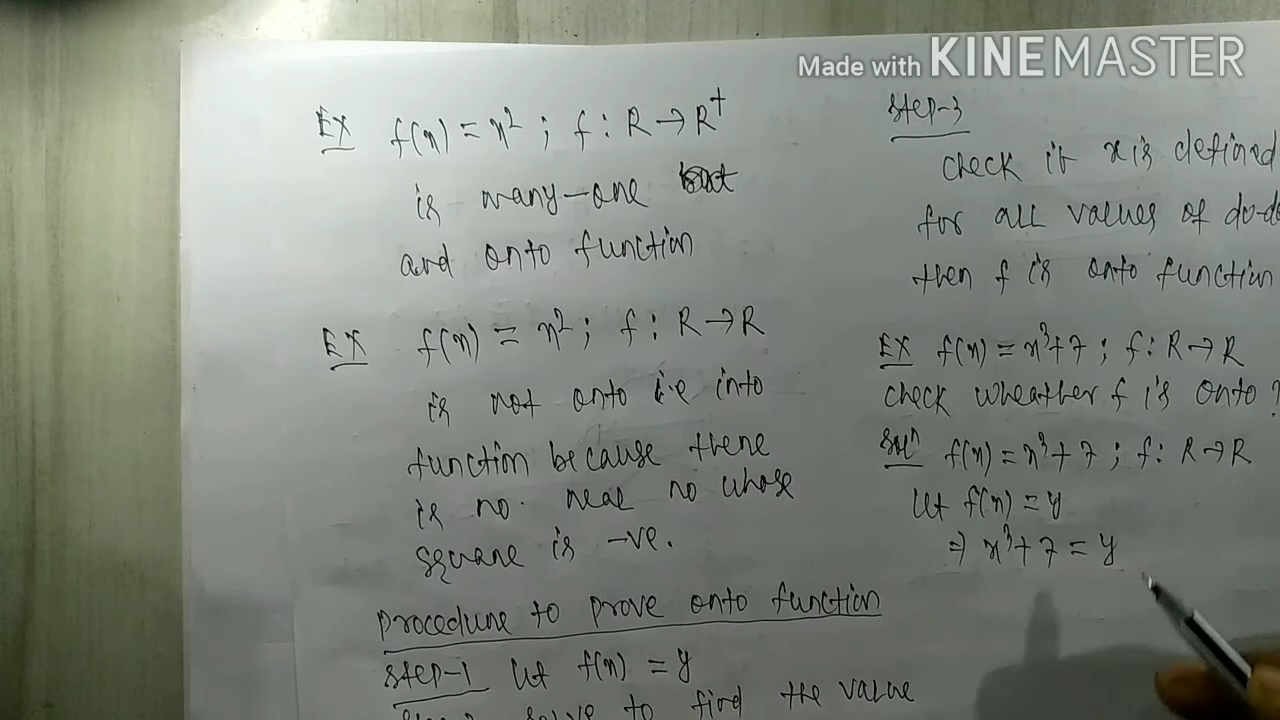 Made with KINEMASTER
Ex f(x) = x² ; f : R → R⁺
is many-one
and onto function
Ex f(x) = x² ; f : R → R
is not onto i.e into
function because there
is no. real no whose
square is -ve.
Procedure to prove onto function
Step-1 Let f(x) = y
solve to find the value
Step-3
Check if x is defined
for all values of do-do
then f is onto function
Ex f(x) = x³+7 ; f: R → R
check wheather f is onto?
Solⁿ f(x) = x³+7 ; f: R → R
Let f(x) = y
⇒ x³+7 = y